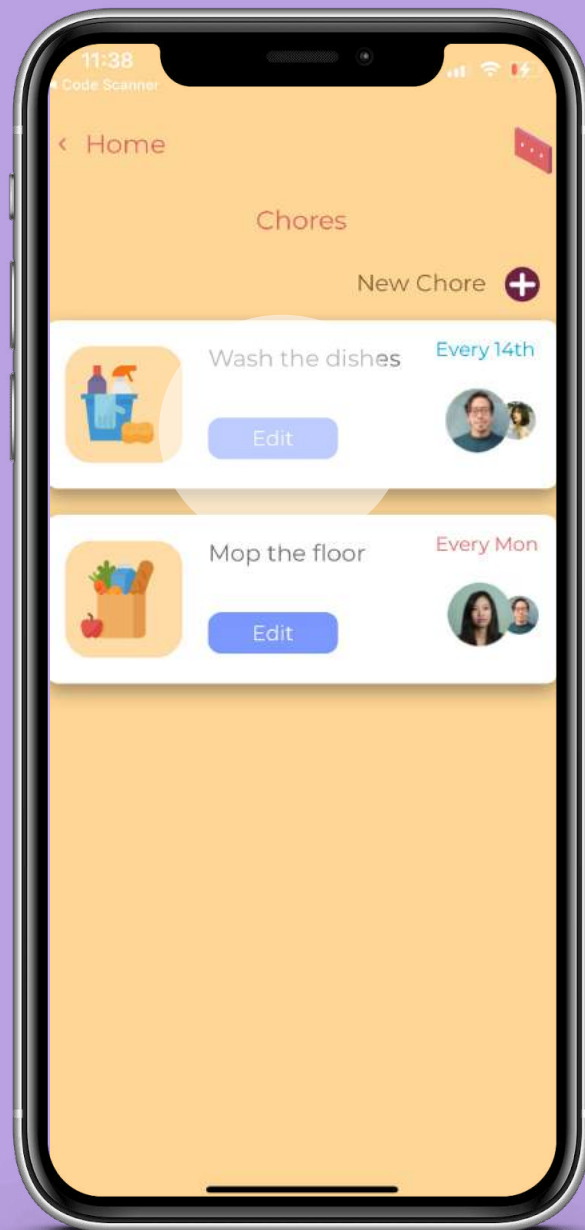 11:38
Code Scanner
Home
Chores
New Chore
Wash the dishes
Every 14th
Edit
Mop the floor
Every Mon
Edit